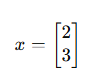 x = [2
3]